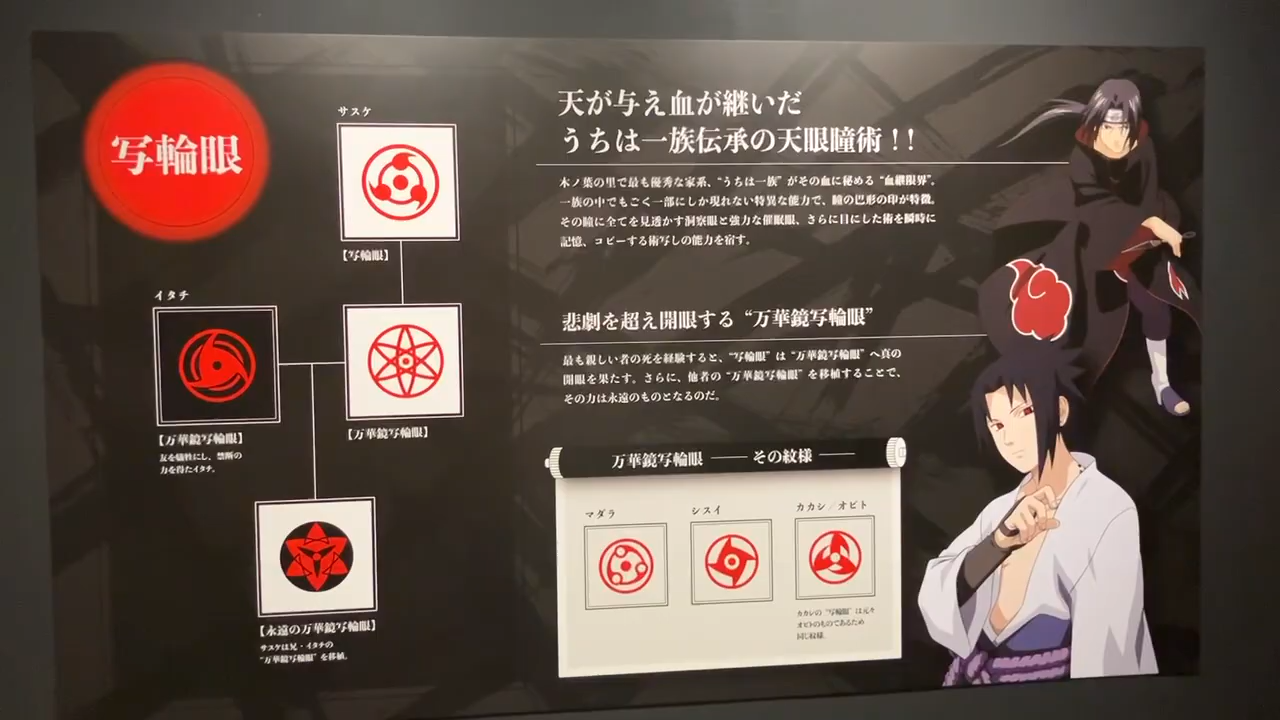 写輪眼
サスケ
【写輪眼】
イタチ
【万華鏡写輪眼】
友を犠牲にし、禁断の
力を得たイタチ。
【万華鏡写輪眼】
【永遠の万華鏡写輪眼】
サスケは兄・イタチの
“万華鏡写輪眼”を移植。
天が与え血が継いだ
うちは一族伝承の天眼瞳術！！
木ノ葉の里で最も優秀な家系、“うちは一族”がその血に秘める“血継限界”。
一族の中でもごく一部にしか現れない特異な能力で、瞳の巴形の印が特徴。
その瞳に全てを見透かす洞察眼と強力な催眠眼、さらに目にした術を瞬時に
記憶、コピーする術写しの能力を宿す。
悲劇を超え開眼する“万華鏡写輪眼”
最も親しい者の死を経験すると、“写輪眼”は“万華鏡写輪眼”へ真の
開眼を果たす。さらに、他者の“万華鏡写輪眼”を移植することで、
その力は永遠のものとなるのだ。
万華鏡写輪眼 ―― その紋様 ――
マダラ
シスイ
カカシ／オビト
カカシの“写輪眼”は元々
オビトのものであるため
同じ紋様。